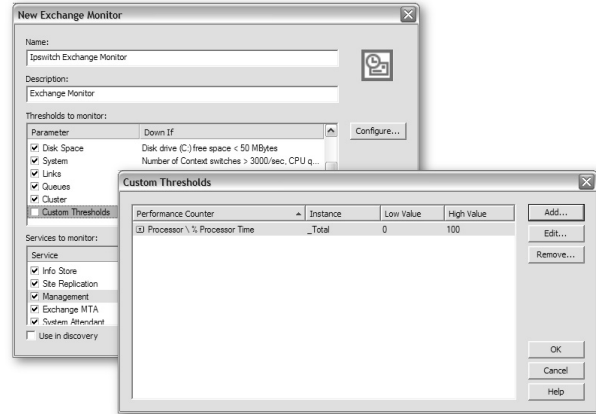 New Exchange Monitor
Name:
Ipswitch Exchange Monitor
Description:
Exchange Monitor
Thresholds to monitor:
Parameter Down If
Disk Space Disk drive (C:) free space < 50 MBytes
System Number of Context switches > 3000/sec, CPU q...
Links
Queues
Cluster
Custom Thresholds
Configure...
Services to monitor:
Service
Info Store
Site Replication
Management
Exchange MTA
System Attendant
Use in discovery
Custom Thresholds
Performance Counter Instance Low Value High Value
Processor \ % Processor Time _Total 0 100
Add...
Edit...
Remove...
OK
Cancel
Help